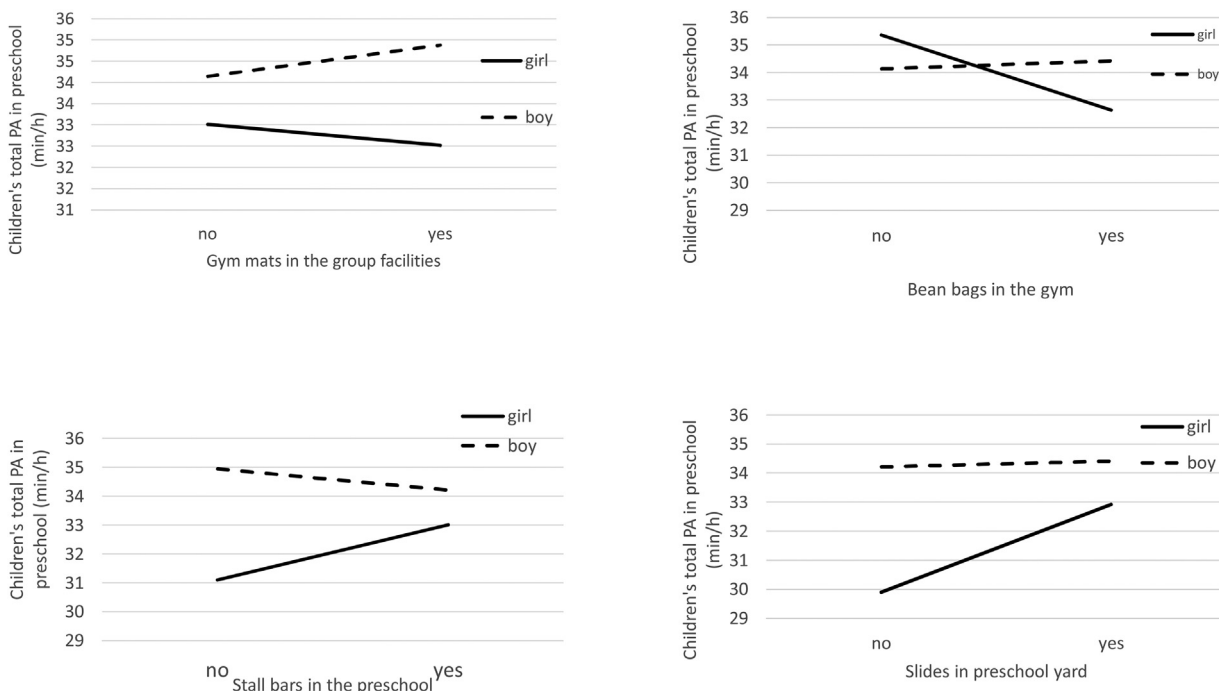 Children's total PA in preschool
(min/h)
36
35
35
34
34
33
33
32
32
31
girl
boy
no yes
Gym mats in the group facilities
Children's total PA in preschool
(min/h)
36
35
34
33
32
31
30
29
girl
boy
no yes
Bean bags in the gym
Children's total PA in
preschool (min/h)
36
35
34
33
32
31
30
29
girl
boy
no yes
Stall bars in the preschool
Children's total PA in preschool
(min/h)
36
35
34
33
32
31
30
29
girl
boy
no yes
Slides in preschool yard